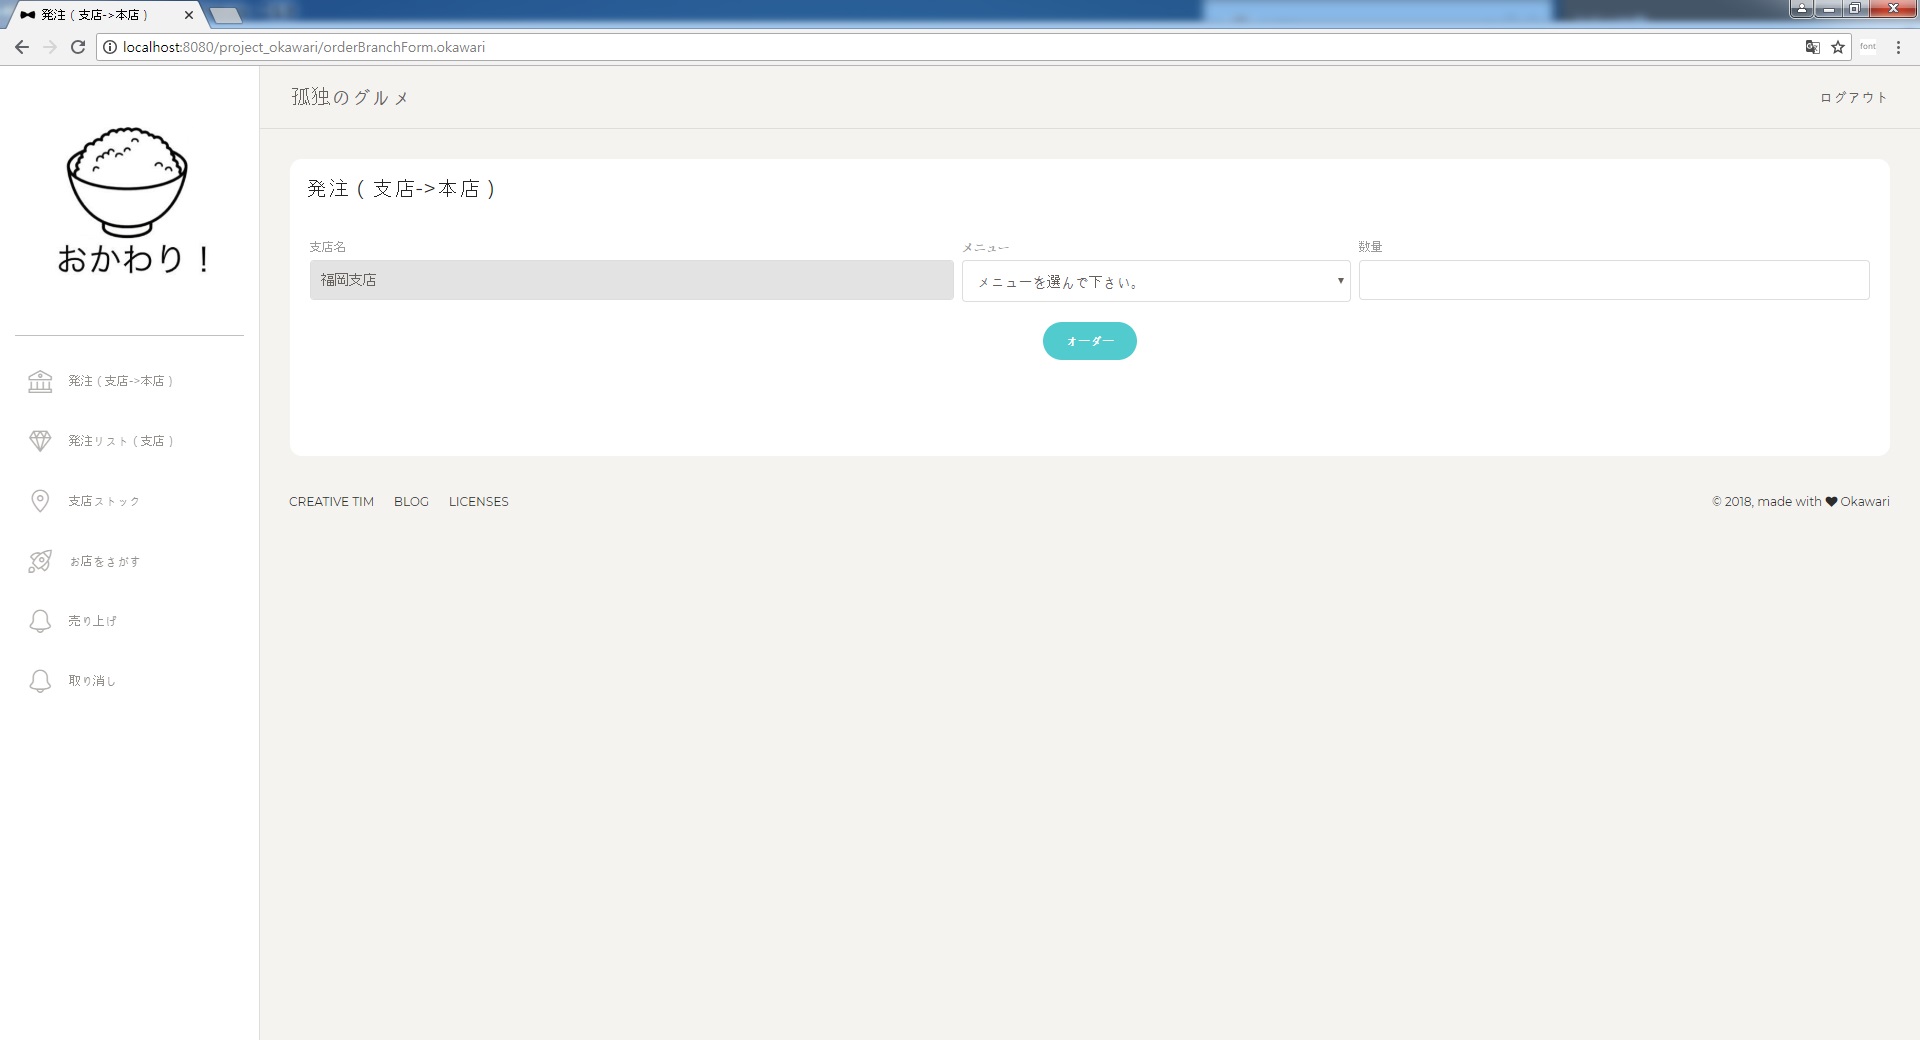 発注 ( 支店->本店 )
localhost:8080/project_okawari/orderBranchForm.okawari
font
おかわり！
発注 ( 支店->本店 )
発注リスト ( 支店 )
支店ストック
お店をさがす
売り上げ
取り消し
孤独のグルメ
ログアウト
発注 ( 支店->本店 )
支店名
メニュー
数量
福岡支店
メニューを選んで下さい。
オーダー
CREATIVE TIM BLOG LICENSES
© 2018, made with ♥ Okawari